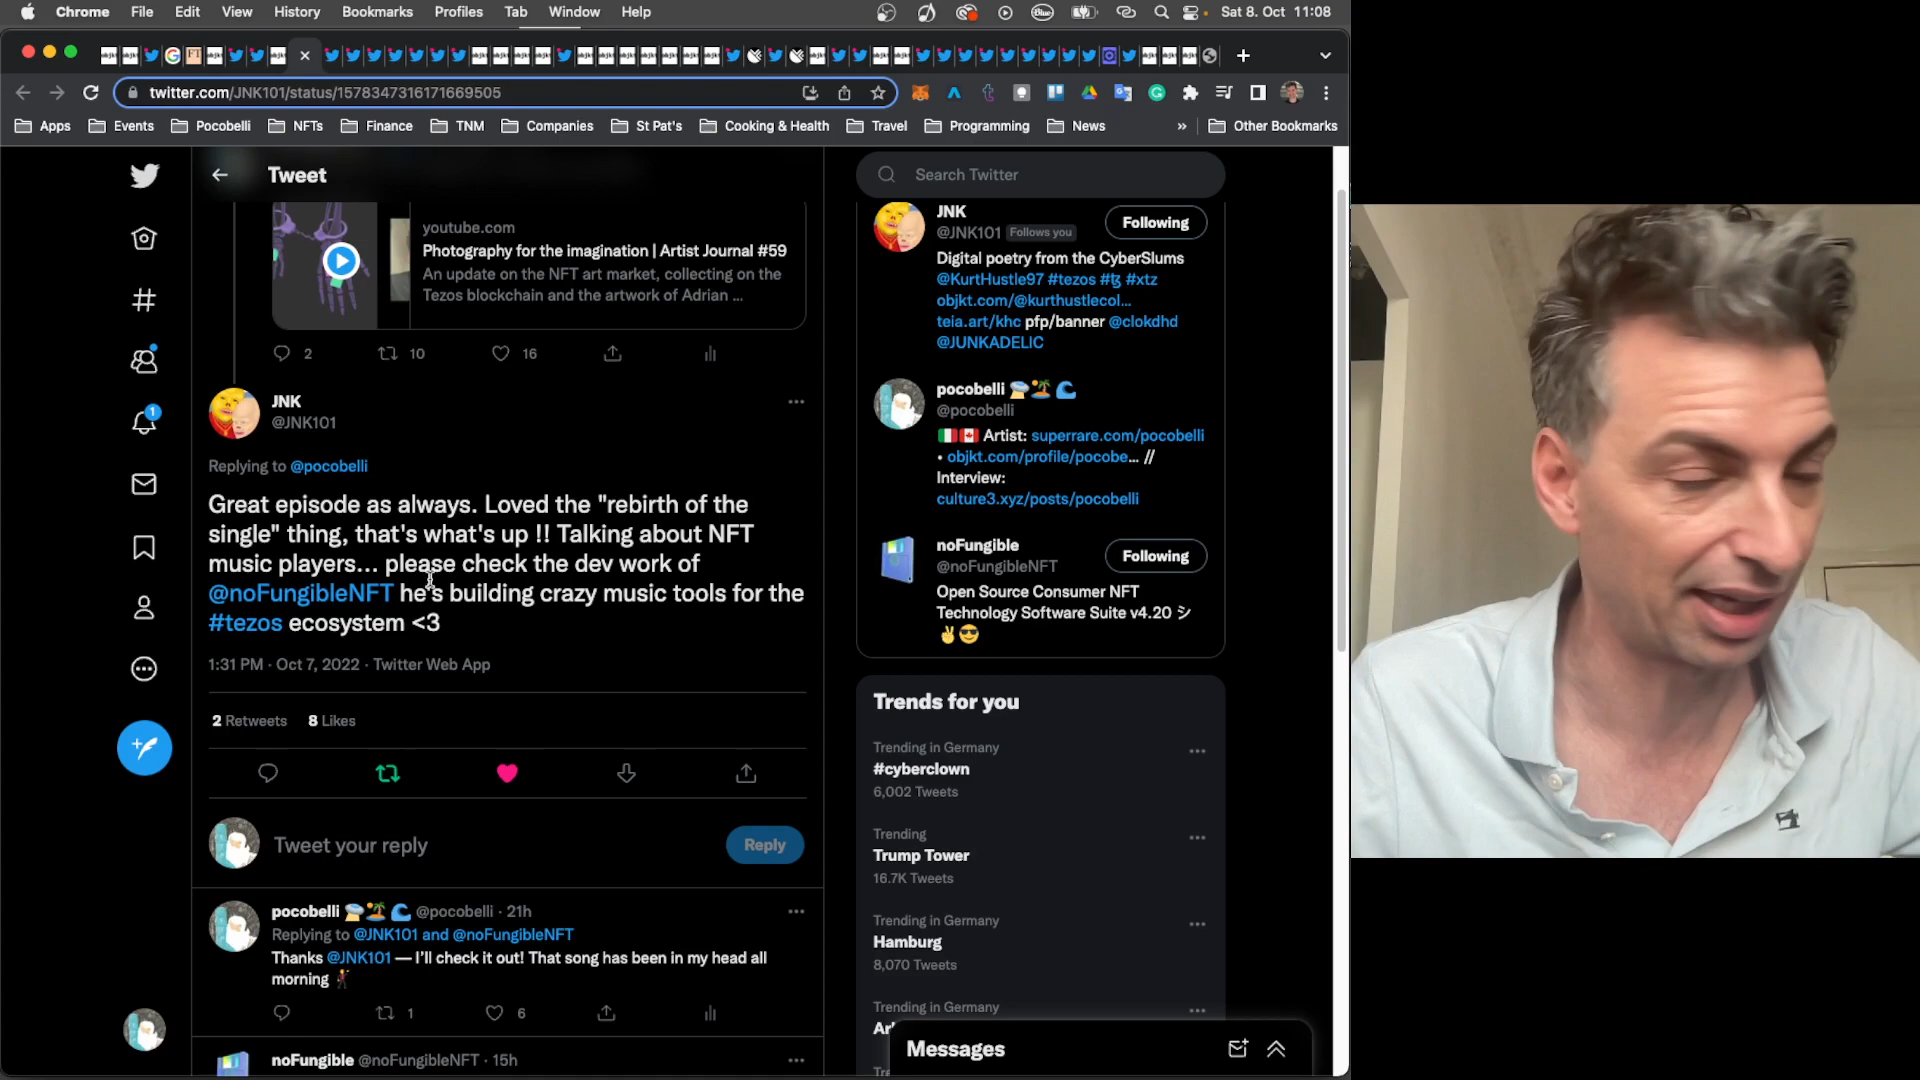 Chrome File Edit View History Bookmarks Profiles Tab Window Help
Sat 8. Oct 11:08
twitter.com/JNK101/status/1578347316171669505
Apps Events Pocobelli NFTs Finance TNM Companies St Pat's Cooking & Health Travel Programming News » Other Bookmarks
Tweet
youtube.com
Photography for the imagination | Artist Journal #59
An update on the NFT art market, collecting on the
Tezos blockchain and the artwork of Adrian ...
2 10 16
JNK
@JNK101
Replying to @pocobelli
Great episode as always. Loved the "rebirth of the
single" thing, that's what's up !! Talking about NFT
music players... please check the dev work of
@noFungibleNFT he's building crazy music tools for the
#tezos ecosystem <3
1:31 PM · Oct 7, 2022 · Twitter Web App
2 Retweets 8 Likes
Tweet your reply
Reply
pocobelli @pocobelli · 21h
Replying to @JNK101 and @noFungibleNFT
Thanks @JNK101 — I'll check it out! That song has been in my head all
morning
1 6
noFungible @noFungibleNFT · 15h
1
Search Twitter
JNK
@JNK101 Follows you
Following
Digital poetry from the CyberSlums
@KurtHustle97 #tezos #ꜩ #xtz
objkt.com/@kurthustlecol...
teia.art/khc pfp/banner @clokdhd
@JUNKADELIC
pocobelli
@pocobelli
Artist: superrare.com/pocobelli
• objkt.com/profile/pocobe... //
Interview:
culture3.xyz/posts/pocobelli
noFungible
@noFungibleNFT
Following
Open Source Consumer NFT
Technology Software Suite v4.20 シ
Trends for you
Trending in Germany
#cyberclown
6,002 Tweets
Trending
Trump Tower
16.7K Tweets
Trending in Germany
Hamburg
8,070 Tweets
Trending in Germany
Messages